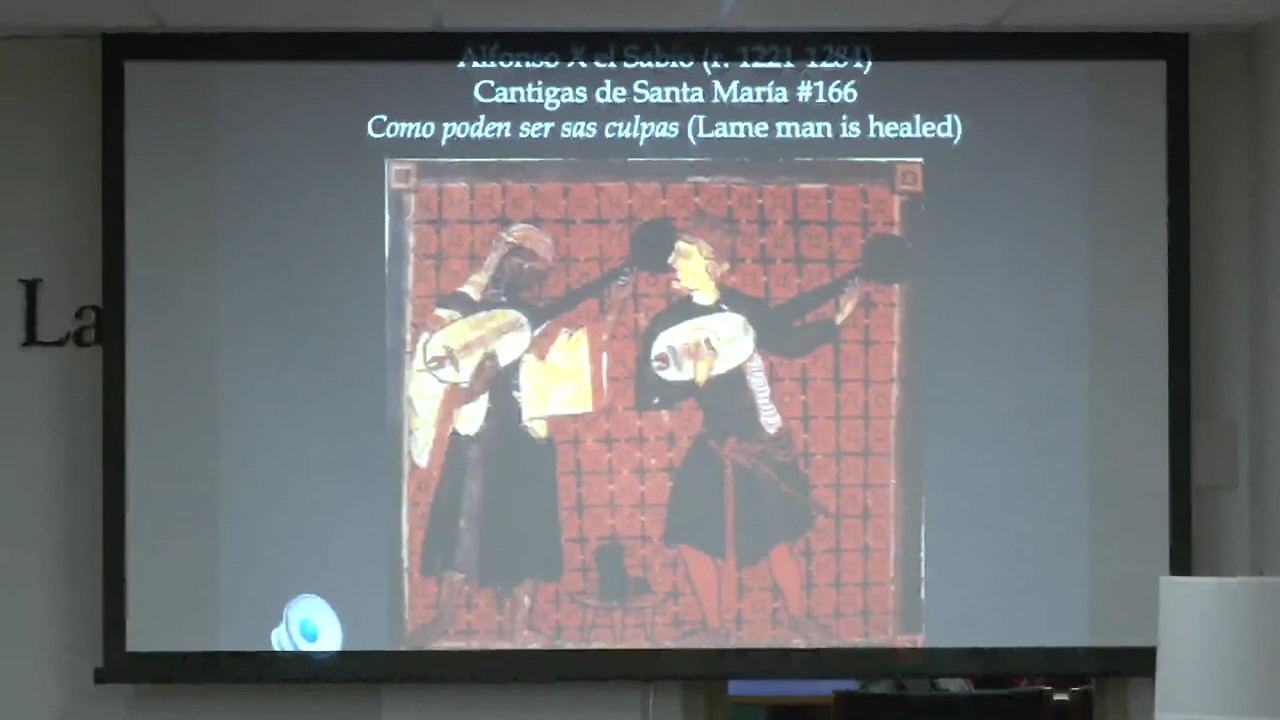 Alfonso X el Sabio (r. 1221-1284)
Cantigas de Santa María #166
Como poden ser sas culpas (Lame man is healed)
La